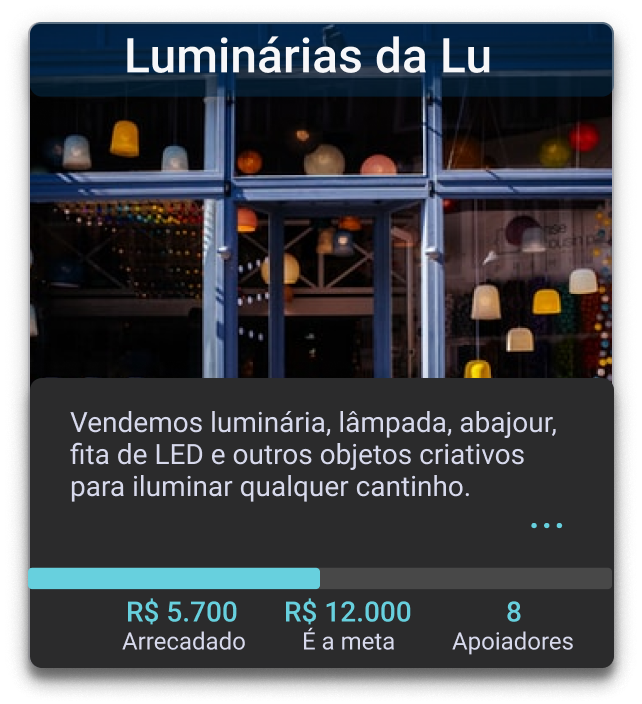 Luminárias da Lu
Vendemos luminária, lâmpada, abajour,
fita de LED e outros objetos criativos
para iluminar qualquer cantinho.
...
R$ 5.700 R$ 12.000 8
Arrecadado É a meta Apoiadores